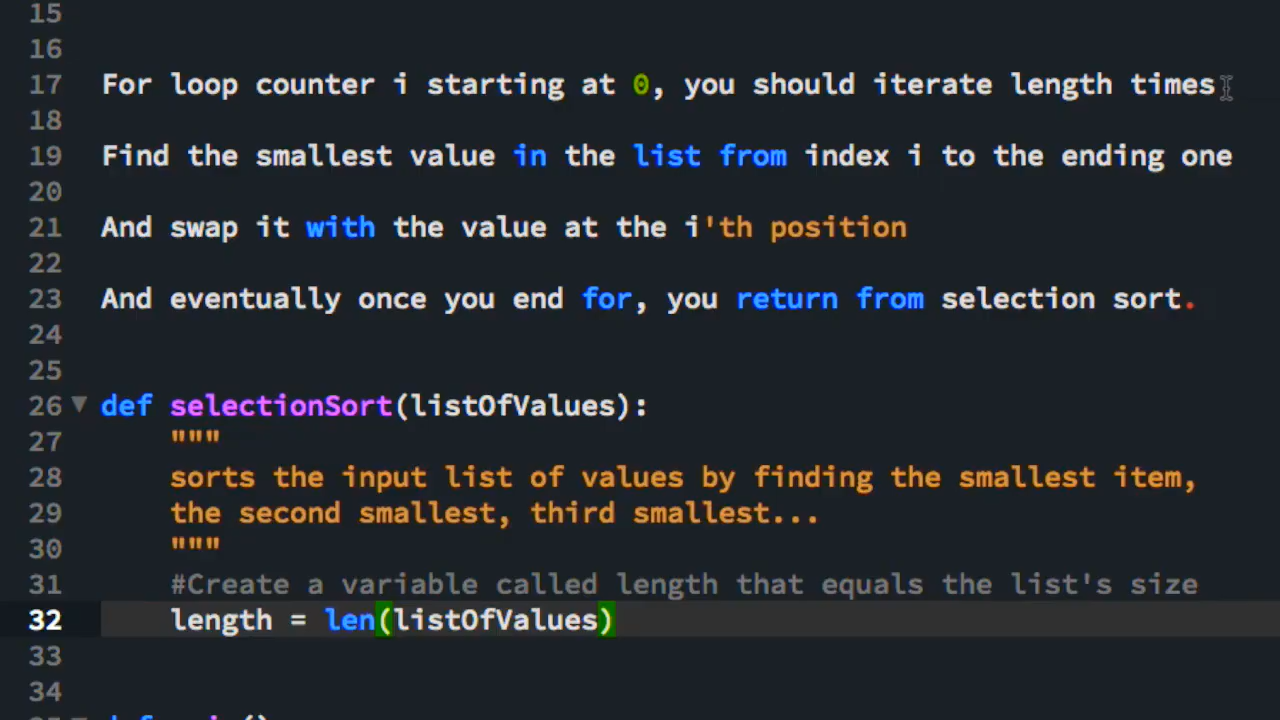 15
16
17 For loop counter i starting at 0, you should iterate length times
18
19 Find the smallest value in the list from index i to the ending one
20
21 And swap it with the value at the i'th position
22
23 And eventually once you end for, you return from selection sort.
24
25
26 def selectionSort(listOfValues):
27 """
28 sorts the input list of values by finding the smallest item,
29 the second smallest, third smallest...
30 """
31 #Create a variable called length that equals the list's size
32 length = len(listOfValues)
33
34